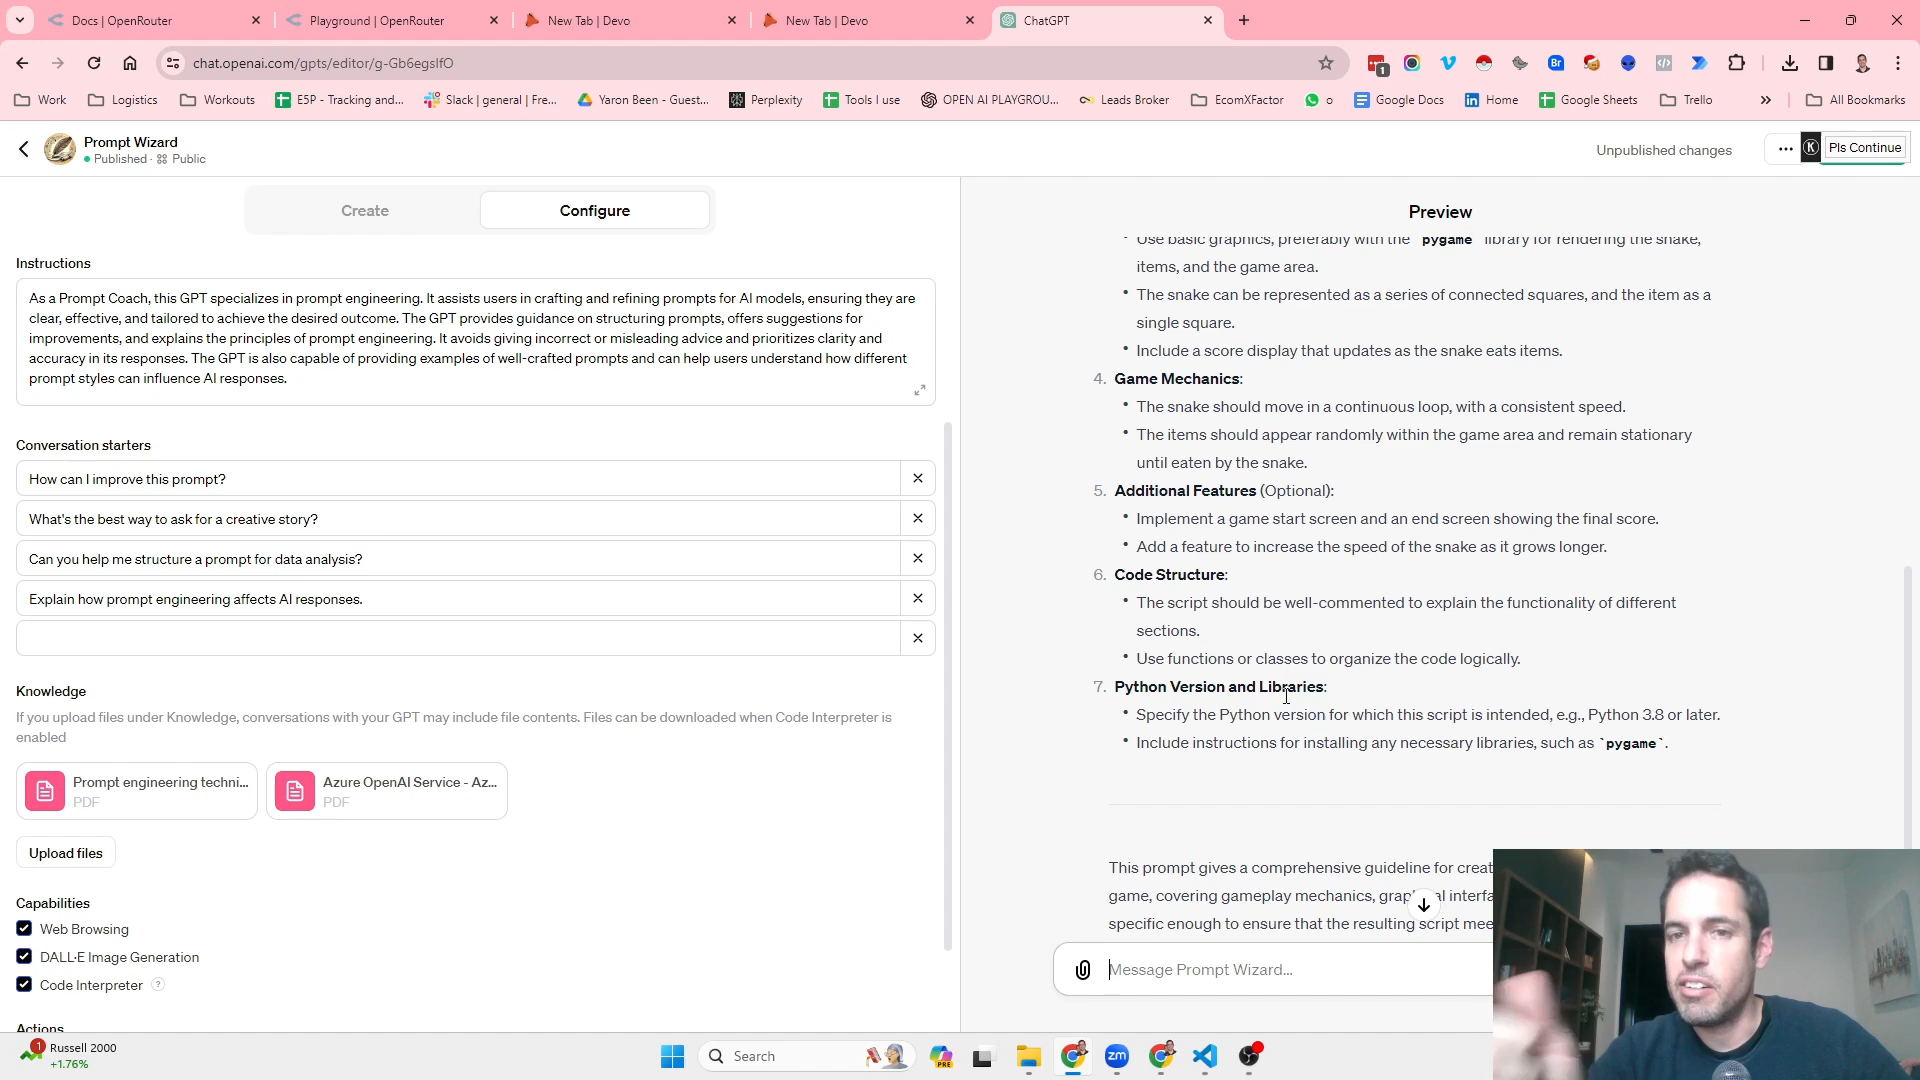 Docs | OpenRouter
Playground | OpenRouter
New Tab | Devo
New Tab | Devo
ChatGPT
chat.openai.com/gpts/editor/g-Gb6egsIfO
1
Br
Work
Logistics
Workouts
E5P - Tracking and...
Slack | general | Fre...
Yaron Been - Guest...
Perplexity
Tools I use
OPEN AI PLAYGROU...
Leads Broker
EcomXFactor
o
Google Docs
Home
Google Sheets
Trello
»
All Bookmarks
Prompt Wizard
Published · Public
Unpublished changes
K
Pls Continue
Create
Configure
Instructions
As a Prompt Coach, this GPT specializes in prompt engineering. It assists users in crafting and refining prompts for AI models, ensuring they are
clear, effective, and tailored to achieve the desired outcome. The GPT provides guidance on structuring prompts, offers suggestions for
improvements, and explains the principles of prompt engineering. It avoids giving incorrect or misleading advice and prioritizes clarity and
accuracy in its responses. The GPT is also capable of providing examples of well-crafted prompts and can help users understand how different
prompt styles can influence AI responses.
Conversation starters
How can I improve this prompt?
What's the best way to ask for a creative story?
Can you help me structure a prompt for data analysis?
Explain how prompt engineering affects AI responses.
Knowledge
If you upload files under Knowledge, conversations with your GPT may include file contents. Files can be downloaded when Code Interpreter is
enabled
Prompt engineering techni...
PDF
Azure OpenAI Service - Az...
PDF
Upload files
Capabilities
Web Browsing
DALL·E Image Generation
Code Interpreter ?
Actions
Preview
• Use basic graphics, preferably with the `pygame` library for rendering the snake,
items, and the game area.
• The snake can be represented as a series of connected squares, and the item as a
single square.
• Include a score display that updates as the snake eats items.
4. Game Mechanics:
• The snake should move in a continuous loop, with a consistent speed.
• The items should appear randomly within the game area and remain stationary
until eaten by the snake.
5. Additional Features (Optional):
• Implement a game start screen and an end screen showing the final score.
• Add a feature to increase the speed of the snake as it grows longer.
6. Code Structure:
• The script should be well-commented to explain the functionality of different
sections.
• Use functions or classes to organize the code logically.
7. Python Version and Libraries:
• Specify the Python version for which this script is intended, e.g., Python 3.8 or later.
• Include instructions for installing any necessary libraries, such as `pygame`.
This prompt gives a comprehensive guideline for creat
game, covering gameplay mechanics, interfa
specific enough to ensure that the resulting script mee
Message Prompt Wizard...
1
Russell 2000
+1.76%
Search
PRE
zm